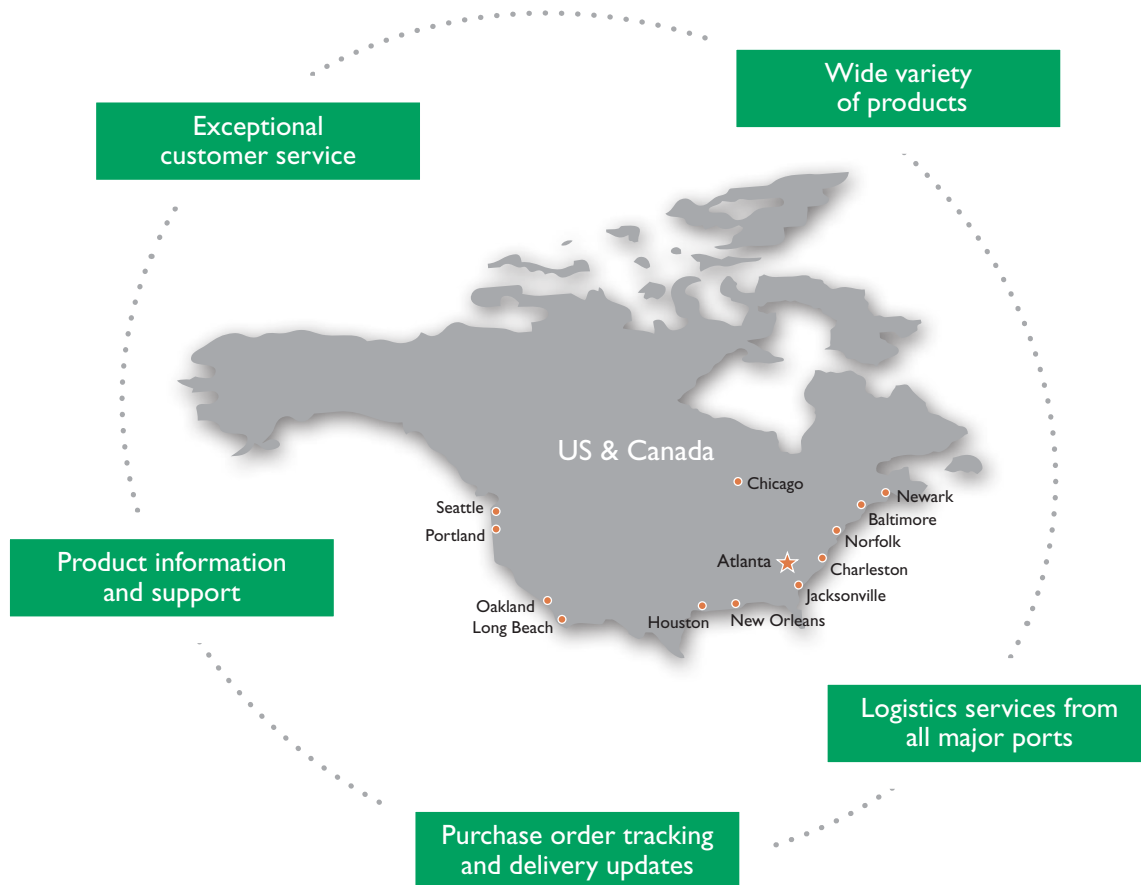 Wide variety
of products
Exceptional
customer service
US & Canada
Chicago
Newark
Seattle
Baltimore
Portland
Norfolk
Atlanta
Charleston
Product information
and support
Jacksonville
Oakland
Long Beach
Houston
New Orleans
Logistics services from
all major ports
Purchase order tracking
and delivery updates